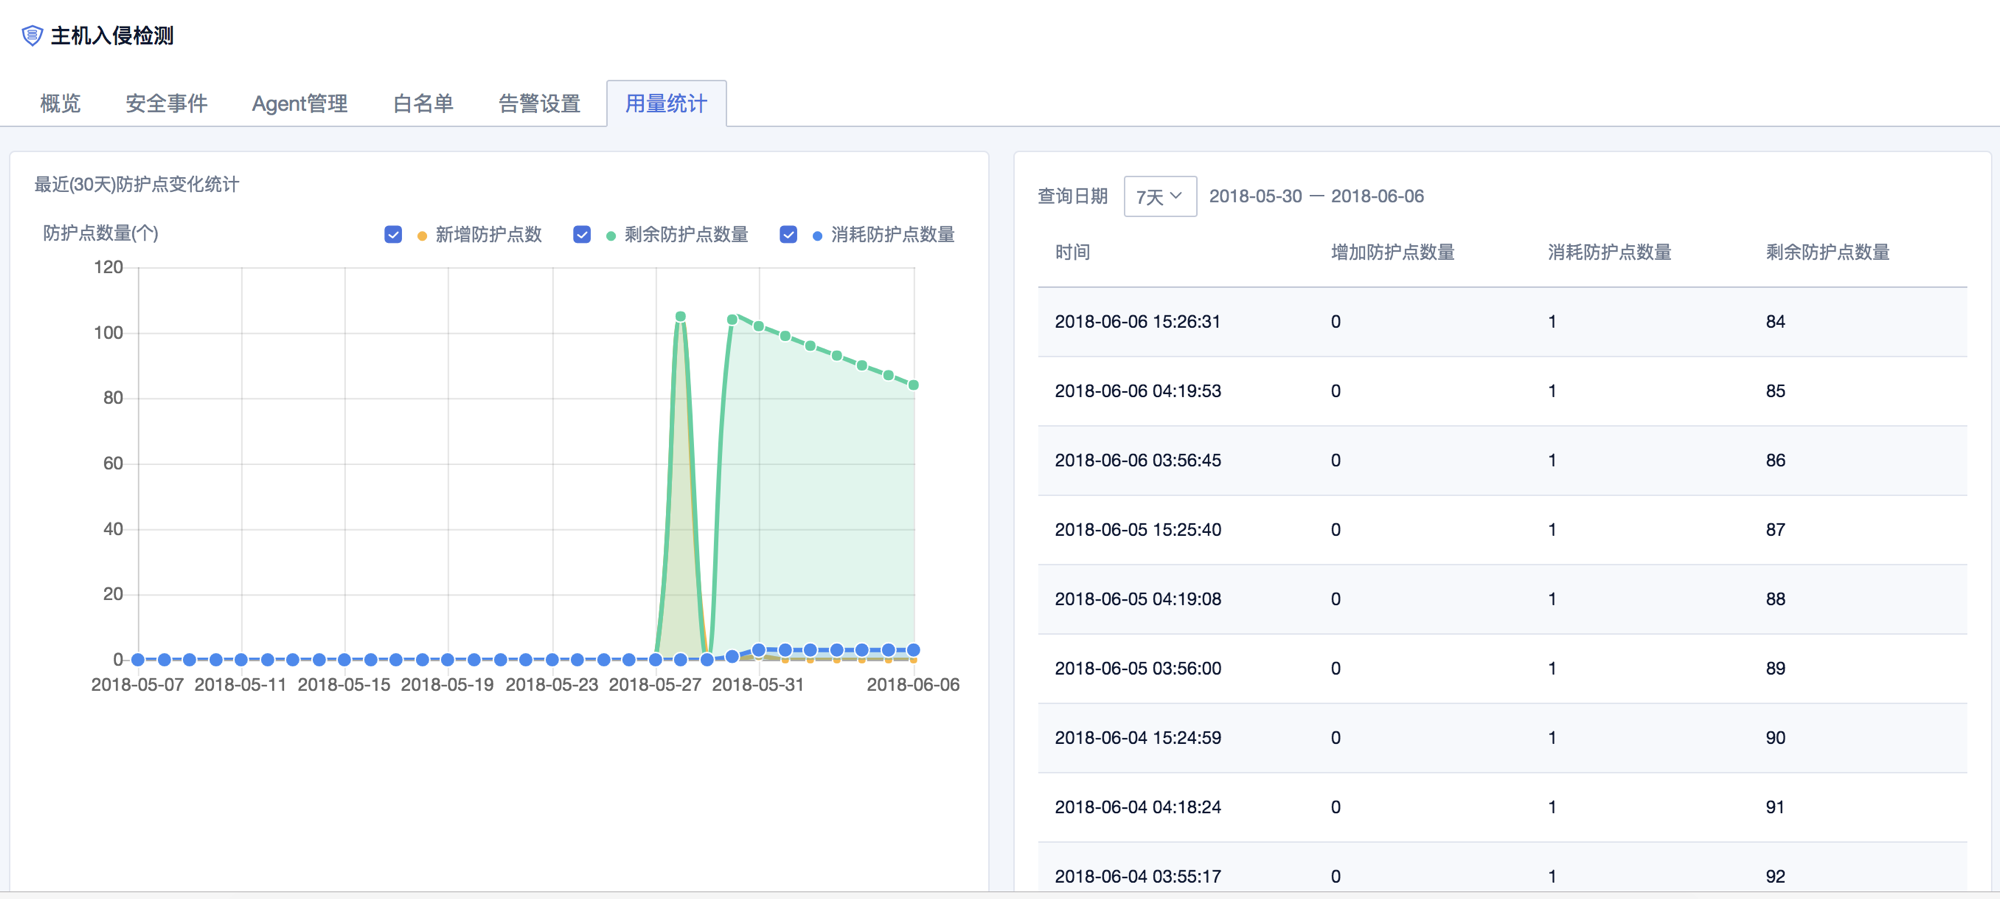 主机入侵检测
概览 安全事件 Agent管理 白名单 告警设置 用量统计
最近(30天)防护点变化统计
防护点数量(个) 新增防护点数 剩余防护点数量 消耗防护点数量
120
100
80
60
40
20
0
2018-05-07 2018-05-11 2018-05-15 2018-05-19 2018-05-23 2018-05-27 2018-05-31 2018-06-06
查询日期 7天 2018-05-30 — 2018-06-06
时间 增加防护点数量 消耗防护点数量 剩余防护点数量
2018-06-06 15:26:31 0 1 84
2018-06-06 04:19:53 0 1 85
2018-06-06 03:56:45 0 1 86
2018-06-05 15:25:40 0 1 87
2018-06-05 04:19:08 0 1 88
2018-06-05 03:56:00 0 1 89
2018-06-04 15:24:59 0 1 90
2018-06-04 04:18:24 0 1 91
2018-06-04 03:55:17 0 1 92